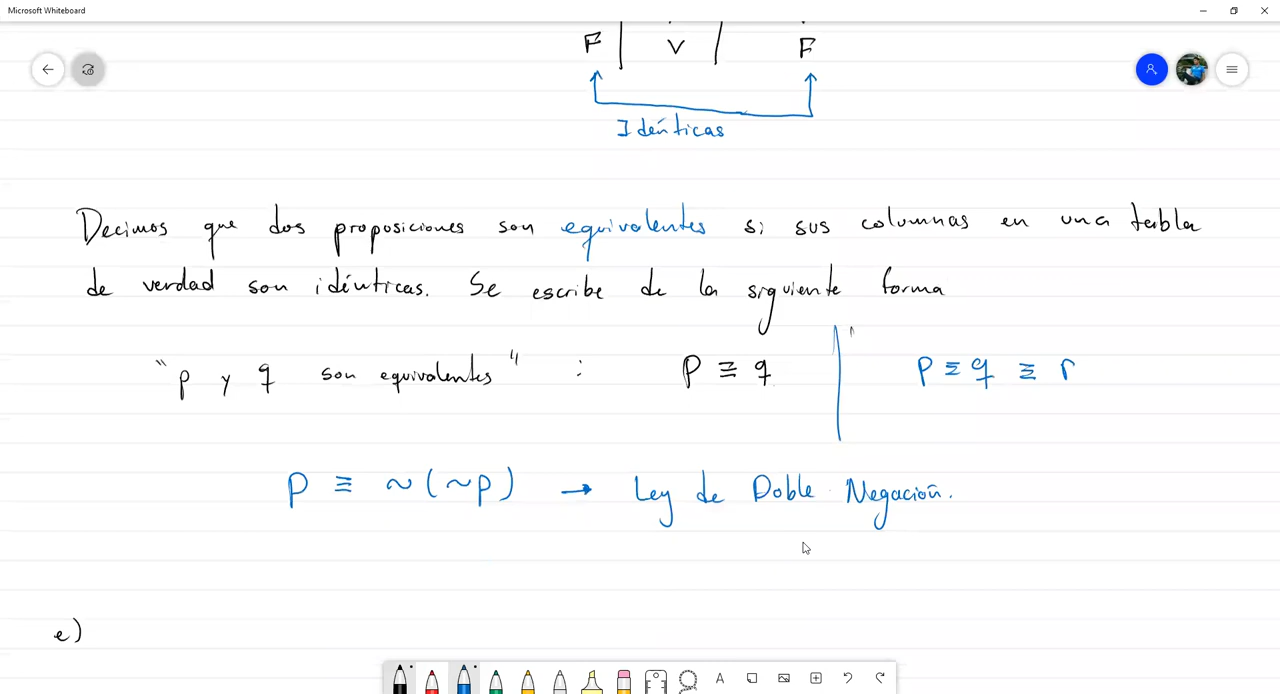 Microsoft Whiteboard
F | V | F
Idénticas
Decimos que dos proposiciones son equivalentes si sus columnas en una tabla
de verdad son idénticas. Se escribe de la siguiente forma
"p y q son equivalentes" : p ≡ q | p ≡ q ≡ r
p ≡ ~(~p) → Ley de Doble Negación.
e)
A